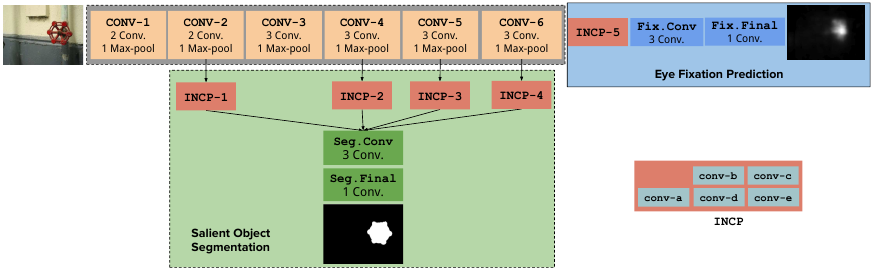 CONV-1
2 Conv.
1 Max-pool
CONV-2
2 Conv.
1 Max-pool
CONV-3
3 Conv.
1 Max-pool
CONV-4
3 Conv.
1 Max-pool
CONV-5
3 Conv.
1 Max-pool
CONV-6
3 Conv.
1 Max-pool
INCP-5
Fix.Conv
3 Conv.
Fix.Final
1 Conv.
Eye Fixation Prediction
INCP-1
INCP-2
INCP-3
INCP-4
Seg.Conv
3 Conv.
Seg.Final
1 Conv.
Salient Object
Segmentation
conv-b
conv-c
conv-a
conv-d
conv-e
INCP